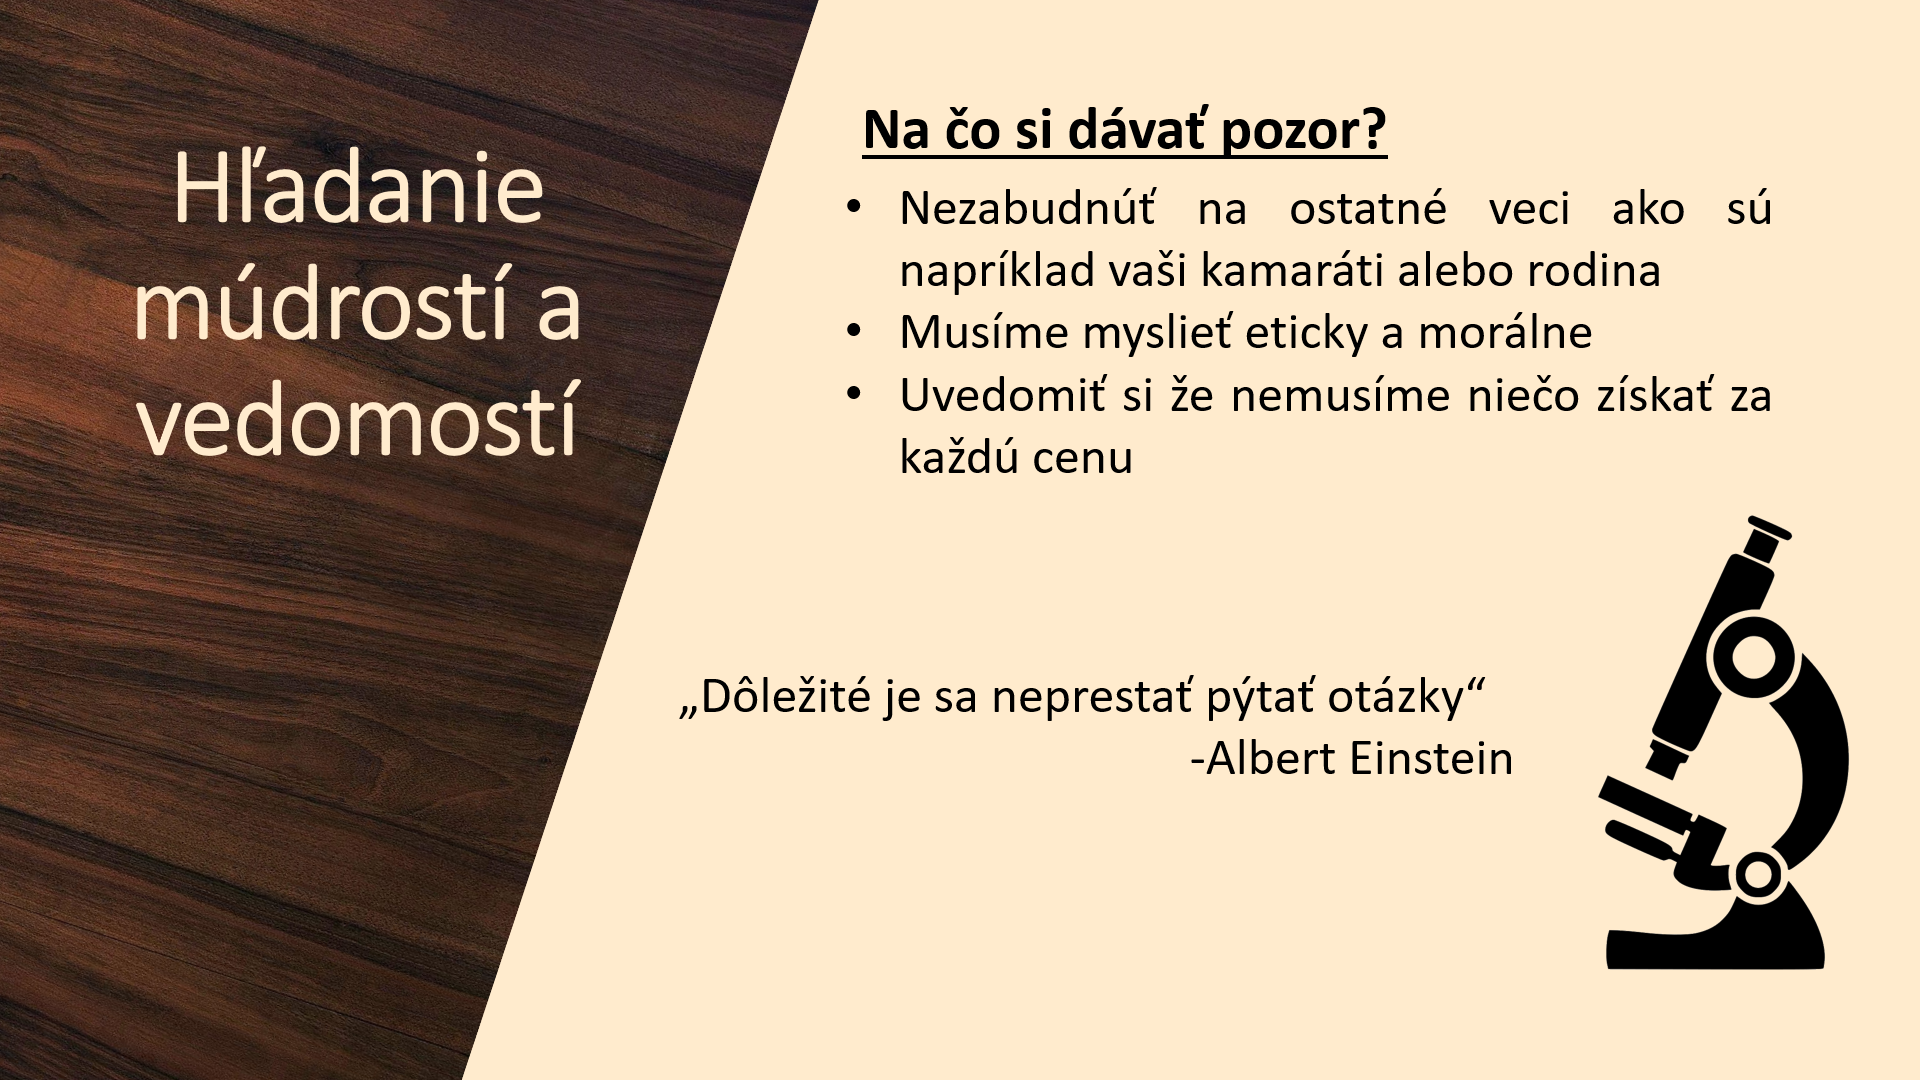 Hľadanie
múdrostí a
vedomostí
Na čo si dávať pozor?
• Nezabudnúť na ostatné veci ako sú
napríklad vaši kamaráti alebo rodina
• Musíme myslieť eticky a morálne
• Uvedomiť si že nemusíme niečo získať za
každú cenu
„Dôležité je sa neprestať pýtať otázky“
-Albert Einstein